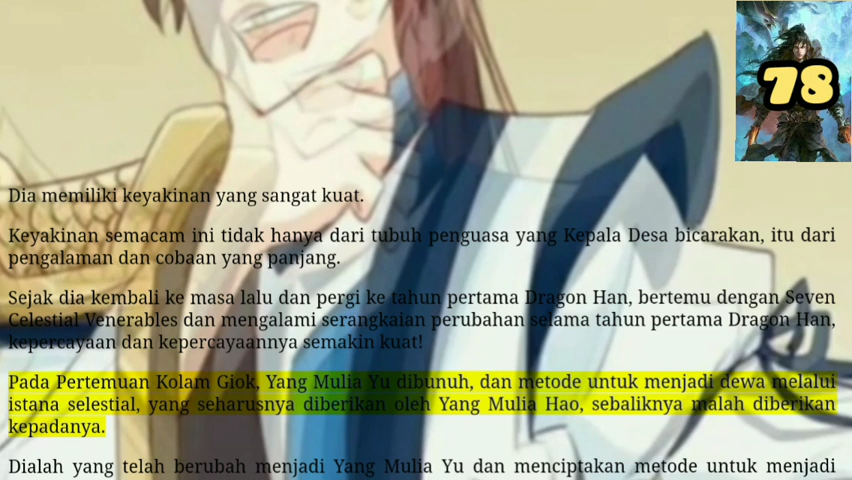 78
Dia memiliki keyakinan yang sangat kuat.
Keyakinan semacam ini tidak hanya dari tubuh penguasa yang Kepala Desa bicarakan, itu dari
pengalaman dan cobaan yang panjang.
Sejak dia kembali ke masa lalu dan pergi ke tahun pertama Dragon Han, bertemu dengan Seven
Celestial Venerables dan mengalami serangkaian perubahan selama tahun pertama Dragon Han,
kepercayaan dan kepercayaannya semakin kuat!
Pada Pertemuan Kolam Giok, Yang Mulia Yu dibunuh, dan metode untuk menjadi dewa melalui
istana selestial, yang seharusnya diberikan oleh Yang Mulia Hao, sebaliknya malah diberikan
kepadanya.
Dialah yang telah berubah menjadi Yang Mulia Yu dan menciptakan metode untuk menjadi